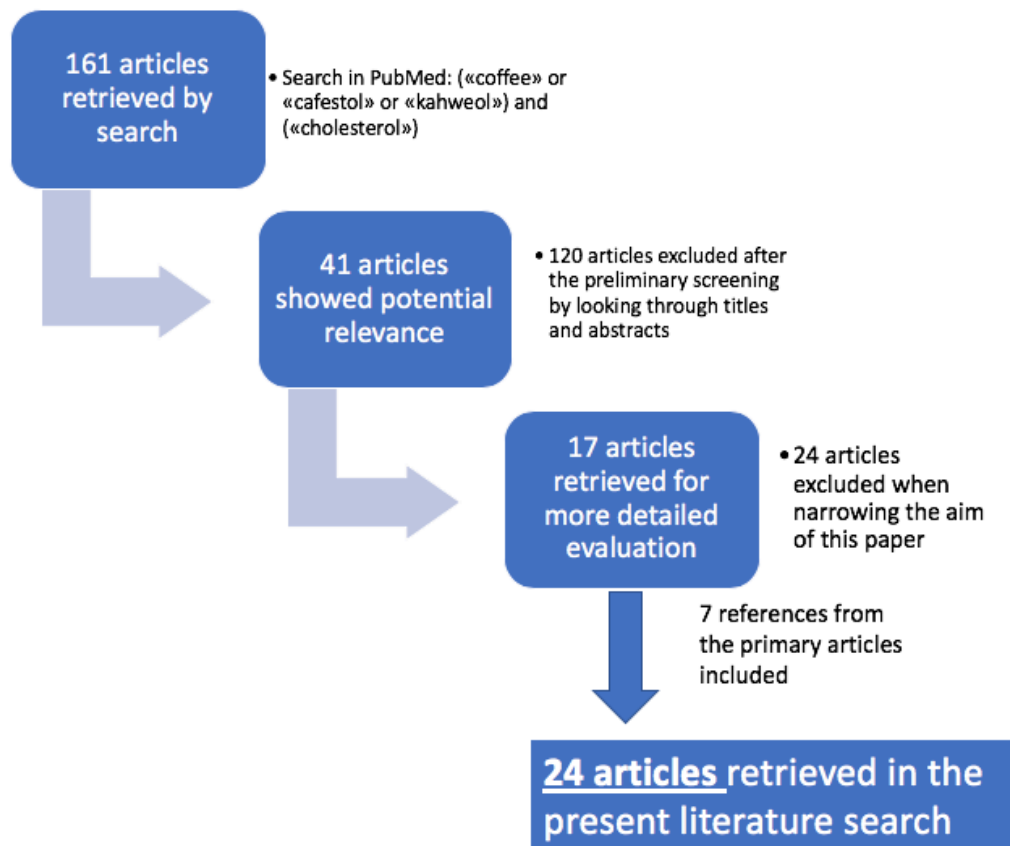 161 articles
retrieved by
search
• Search in PubMed: («coffee» or
«cafestol» or «kahweol») and
(«cholesterol»)
41 articles
showed potential
relevance
• 120 articles excluded after
the preliminary screening
by looking through titles
and abstracts
17 articles
retrieved for
more detailed
evaluation
• 24 articles
excluded when
narrowing the aim
of this paper
7 references from
the primary articles
included
24 articles retrieved in the
present literature search